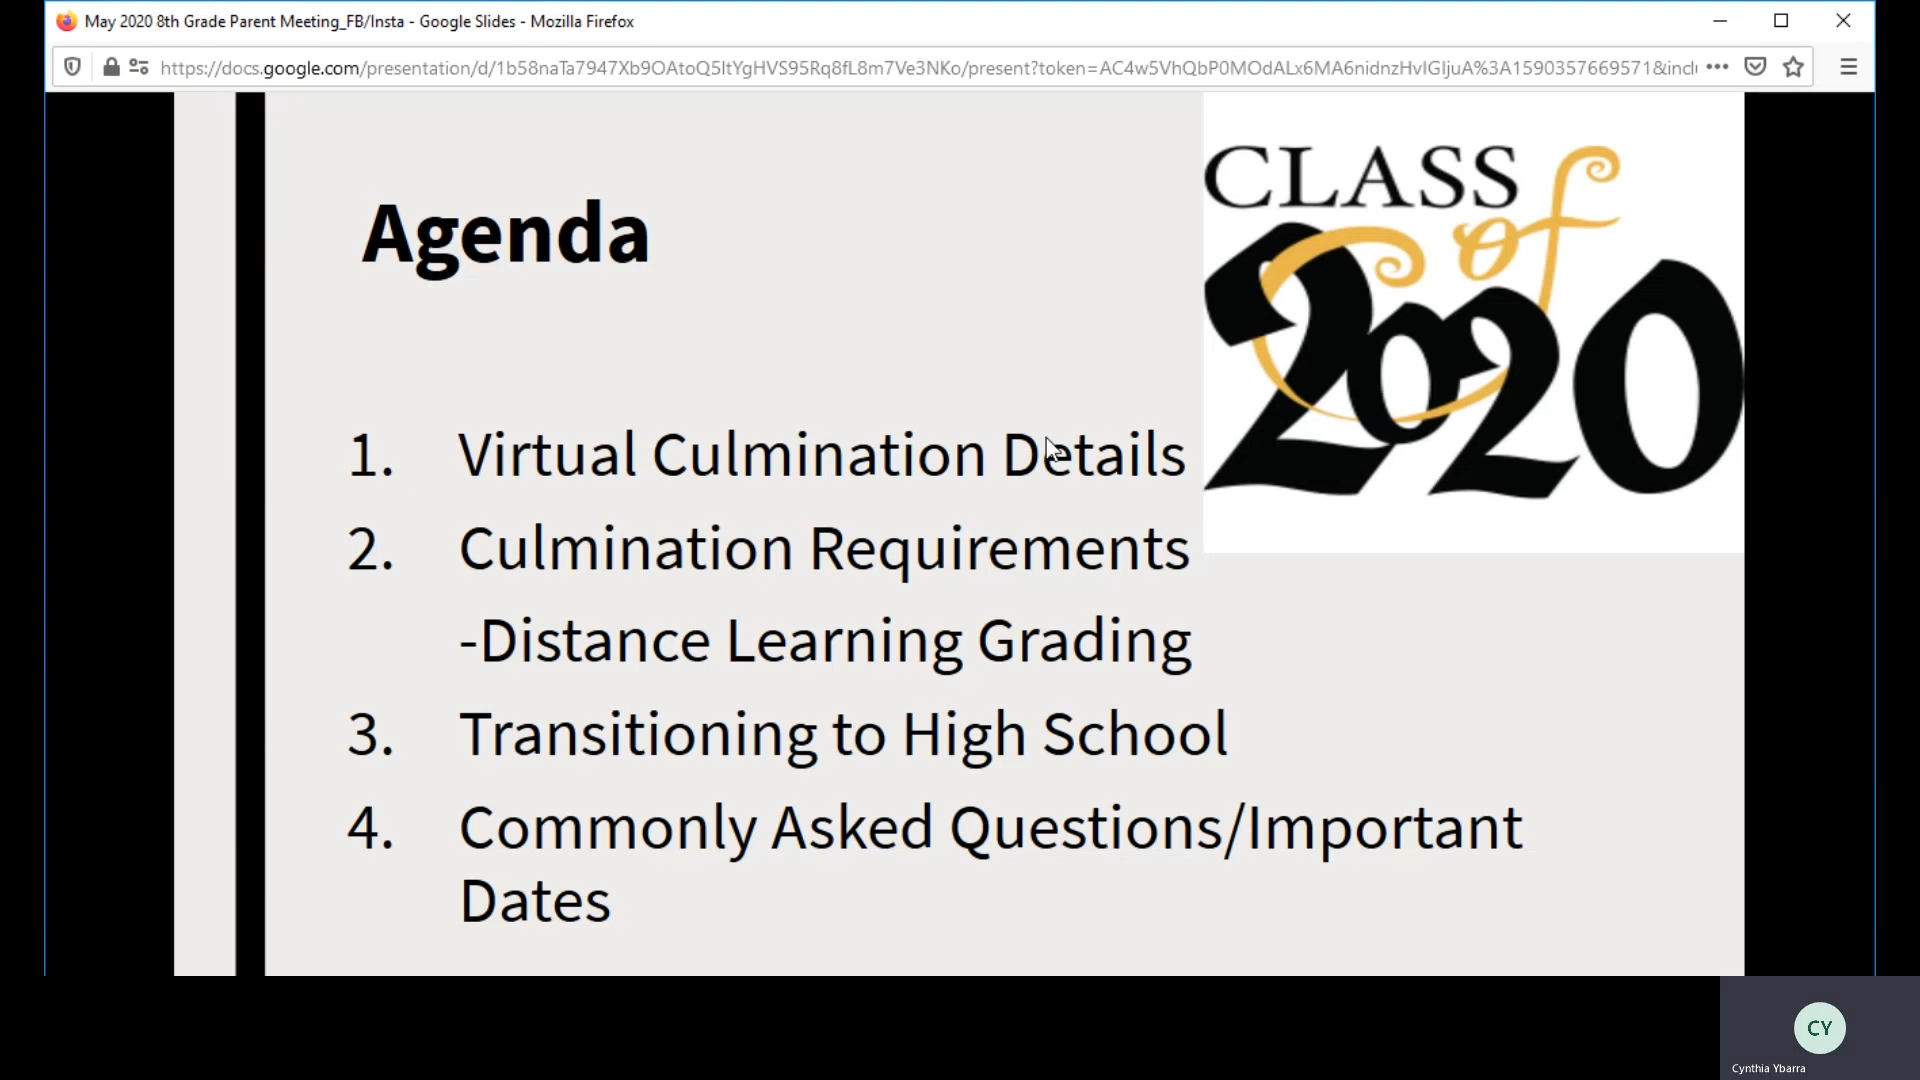 May 2020 8th Grade Parent Meeting_FB/Insta - Google Slides - Mozilla Firefox
https://docs.google.com/presentation/d/1b58naTa7947Xb9OAtoQ5ltYgHVS95Rq8fL8m7Ve3NKo/present?token=AC4w5VhQbP0MOdALx6MA6nidnzHvIGIjuA%3A1590357669571&incl
CLASS
of
2020
Agenda
1. Virtual Culmination Details
2. Culmination Requirements
-Distance Learning Grading
3. Transitioning to High School
4. Commonly Asked Questions/Important
Dates
CY
Cynthia Ybarra